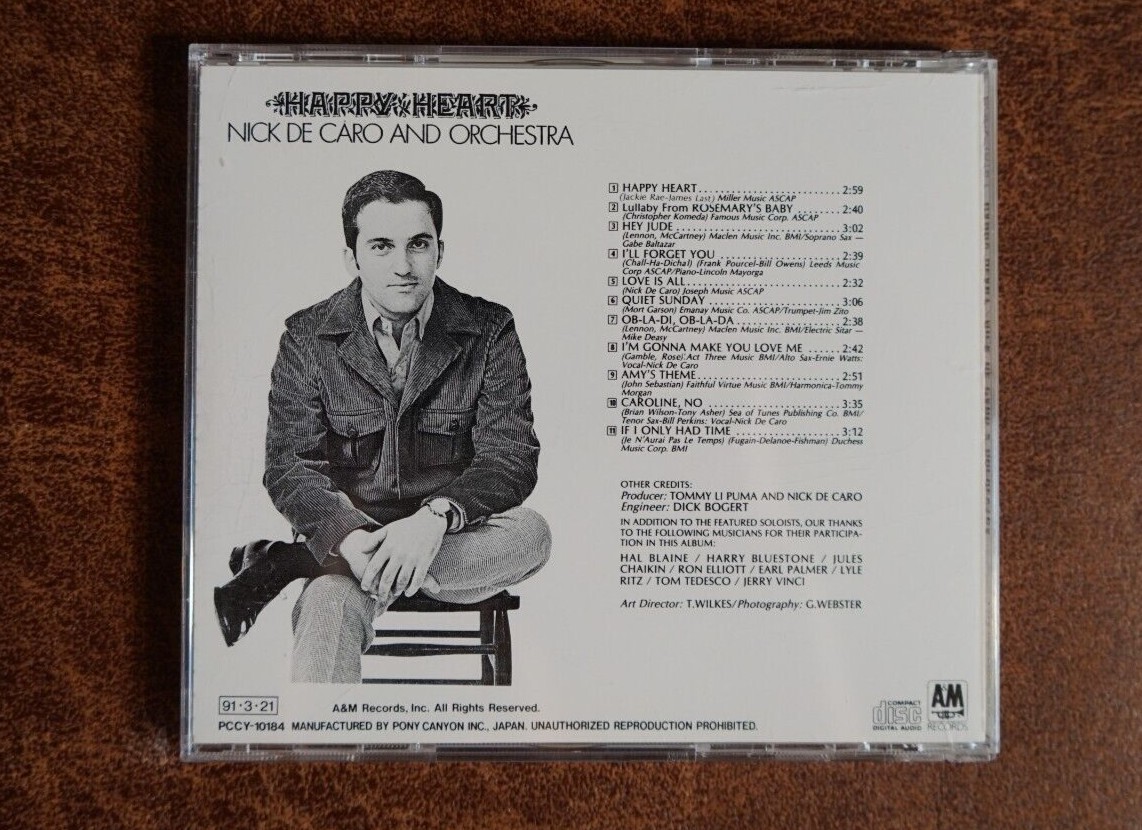 HAPPY HEART
NICK DE CARO AND ORCHESTRA
1 HAPPY HEART.......................... 2:59
(Jackie Rae-James Last) Miller Music ASCAP
2 Lullaby From ROSEMARY'S BABY ........ 2:40
(Christopher Komeda) Famous Music Corp. ASCAP
3 HEY JUDE .............................. 3:02
(Lennon, McCartney) Maclen Music Inc. BMI/Soprano Sax —
Gabe Baltazar
4 I'LL FORGET YOU ....................... 2:39
(Chall-Ha-Dichal) (Frank Pourcel-Bill Owens) Leeds Music
Corp ASCAP/Piano-Lincoln Mayorga
5 LOVE IS ALL............................ 2:32
(Nick De Caro) Joseph Music ASCAP
6 QUIET SUNDAY ......................... 3:06
(Mort Garson) Emanay Music Co. ASCAP/Trumpet-Jim Zito
7 OB-LA-DI, OB-LA-DA .................... 2:38
(Lennon, McCartney) Maclen Music Inc. BMI/Electric Sitar —
Mike Deasy
8 I'M GONNA MAKE YOU LOVE ME ...... 2:42
(Gamble, Rose):Act Three Music BMI/Alto Sax-Ernie Watts:
Vocal-Nick De Caro
9 AMY'S THEME.......................... 2:51
(John Sebastian) Faithful Virtue Music BMI/Harmonica-Tommy
Morgan
10 CAROLINE, NO ......................... 3:35
(Brian Wilson-Tony Asher) Sea of Tunes Publishing Co. BMI/
Tenor Sax-Bill Perkins: Vocal-Nick De Caro
11 IF I ONLY HAD TIME ..................... 3:12
(Je N'Aurai Pas Le Temps) (Fugain-Delanoe-Fishman) Duchess
Music Corp. BMI
OTHER CREDITS:
Producer: TOMMY LI PUMA AND NICK DE CARO
Engineer: DICK BOGERT
IN ADDITION TO THE FEATURED SOLOISTS, OUR THANKS
TO THE FOLLOWING MUSICIANS FOR THEIR PARTICIPA-
TION IN THIS ALBUM:
HAL BLAINE / HARRY BLUESTONE / JULES
CHAIKIN / RON ELLIOTT / EARL PALMER / LYLE
RITZ / TOM TEDESCO / JERRY VINCI
Art Director: T.WILKES/Photography: G.WEBSTER
91·3·21
A&M Records, Inc. All Rights Reserved.
PCCY-10184 MANUFACTURED BY PONY CANYON INC., JAPAN. UNAUTHORIZED REPRODUCTION PROHIBITED.
COMPACT
disc
DIGITAL AUDIO
A&M
RECORDS